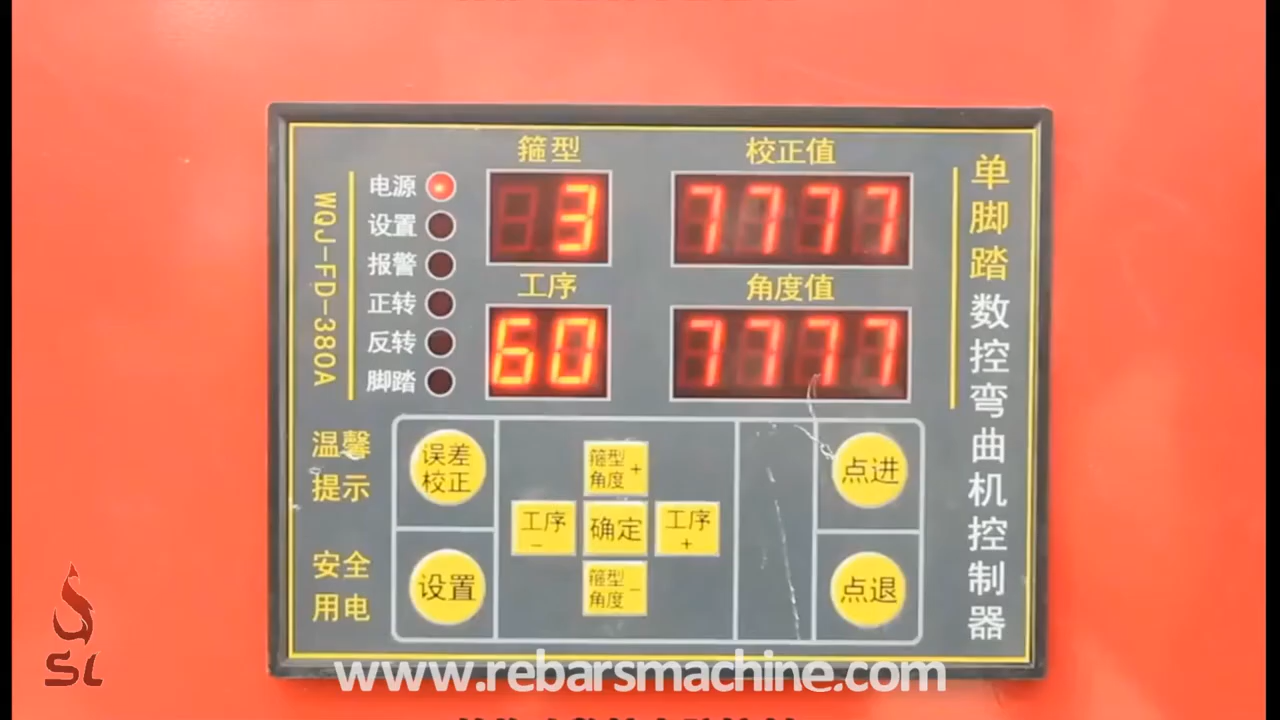 箍型
校正值
电源
3
7777
设置
报警
正转
反转
脚踏
工序
角度值
60
7777
WGJ-FD-380A
单脚踏数控弯曲机控制器
温馨
提示
安全
用电
误差
校正
设置
箍型
角度+
工序
-
确定
工序
+
箍型
角度-
点进
点退
SL
www.rebarsmachine.com